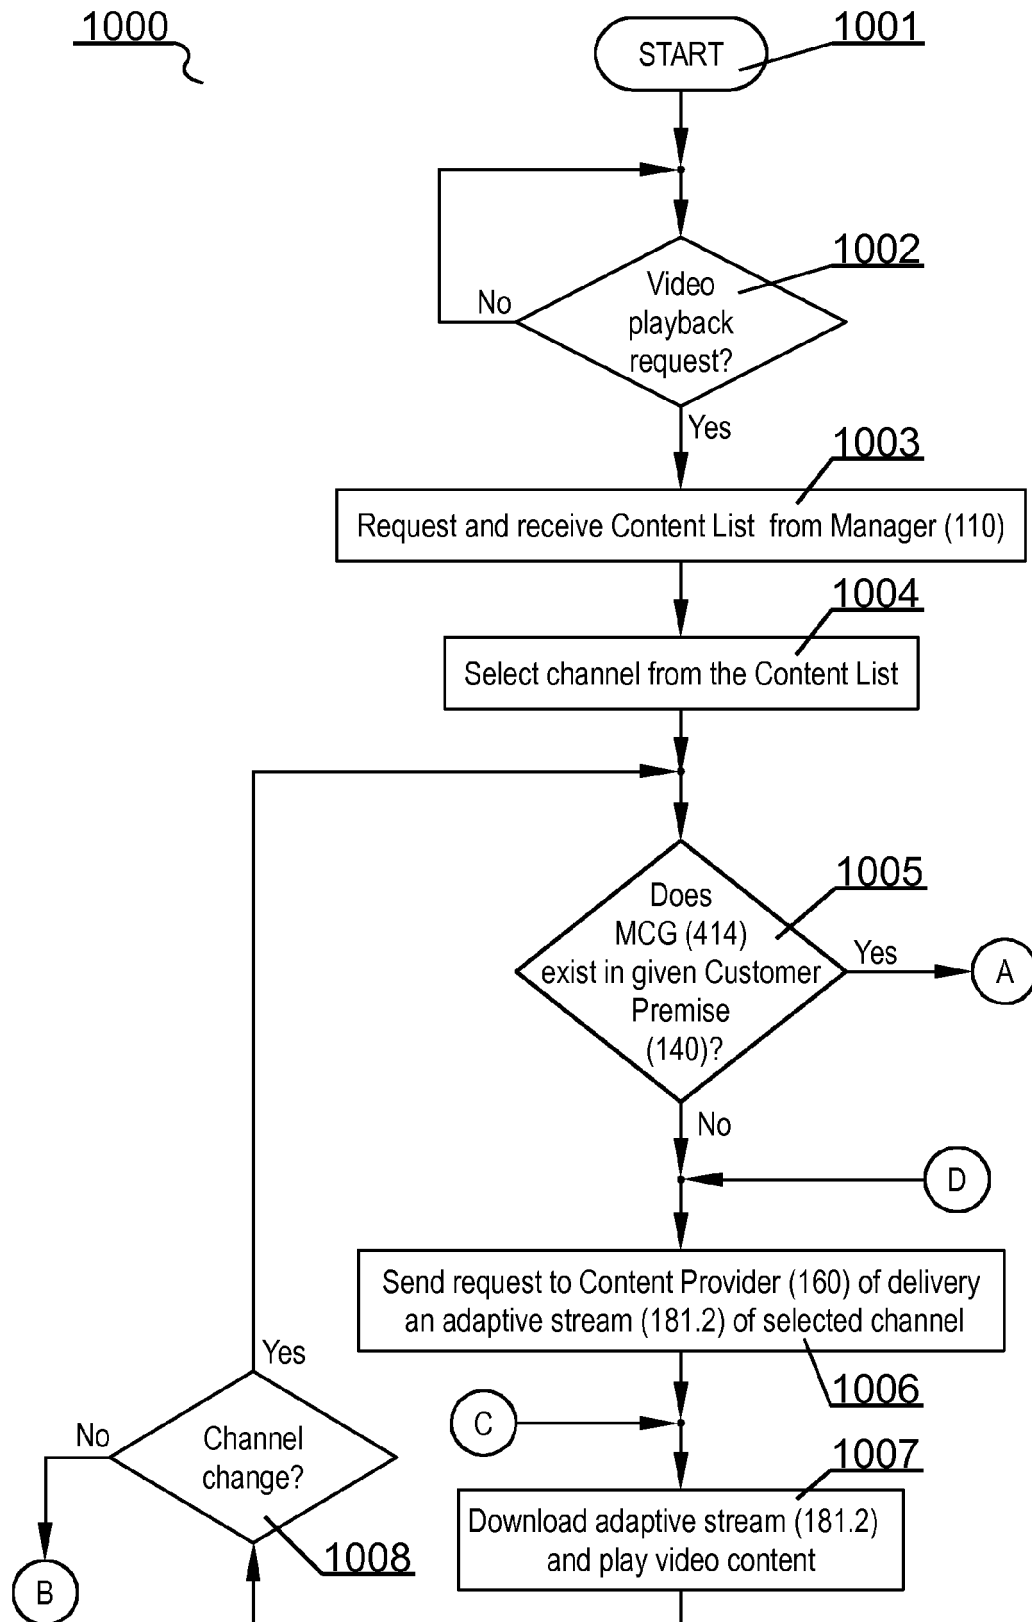 1000
START
1001
1002
Video
playback
request?
No
Yes
1003
Request and receive Content List from Manager (110)
1004
Select channel from the Content List
1005
Does
MCG (414)
exist in given Customer
Premise
(140)?
Yes
A
No
D
Send request to Content Provider (160) of delivery
an adaptive stream (181.2) of selected channel
1006
Yes
C
No
Channel
change?
1007
Download adaptive stream (181.2)
and play video content
1008
B